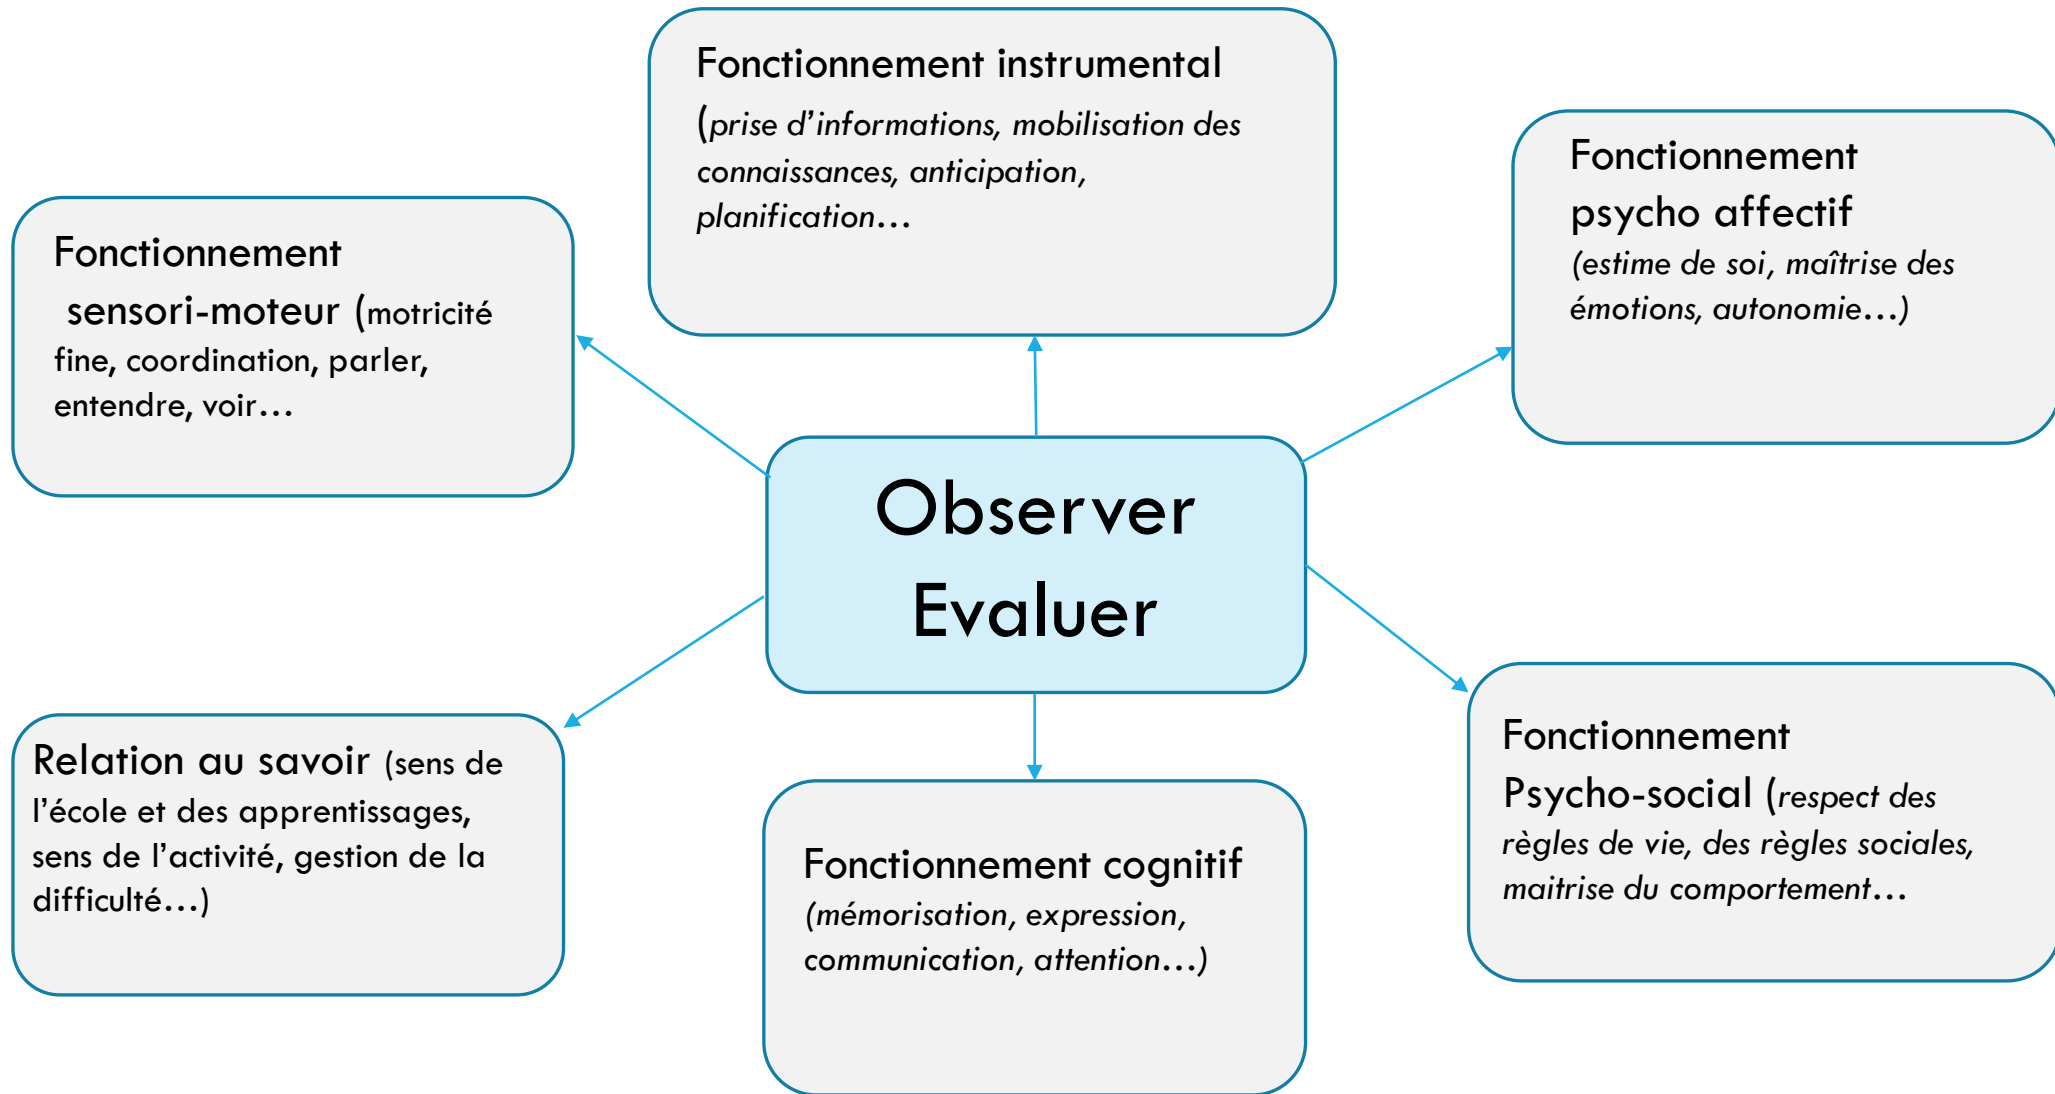 Fonctionnement instrumental
(prise d’informations, mobilisation des
connaissances, anticipation,
planification…
Fonctionnement
psycho affectif
(estime de soi, maîtrise des
émotions, autonomie…)
Fonctionnement
sensori-moteur (motricité
fine, coordination, parler,
entendre, voir…
Observer
Evaluer
Relation au savoir (sens de
l’école et des apprentissages,
sens de l’activité, gestion de la
difficulté…)
Fonctionnement cognitif
(mémorisation, expression,
communication, attention…)
Fonctionnement
Psycho-social (respect des
règles de vie, des règles sociales,
maitrise du comportement…